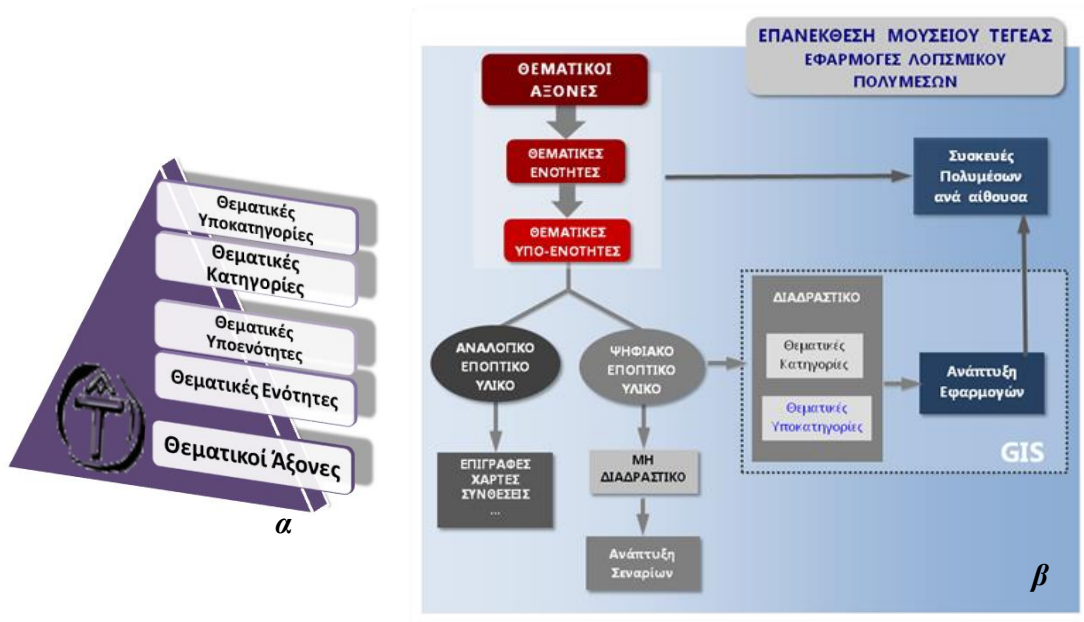 Θεματικές
Υποκατηγορίες
Θεματικές
Κατηγορίες
Θεματικές
Υποενότητες
Θεματικές Ενότητες
Θεματικοί Άξονες
α
ΕΠΑΝΕΚΘΕΣΗ ΜΟΥΣΕΙΟΥ ΤΕΓΕΑΣ
ΕΦΑΡΜΟΓΕΣ ΛΟΓΙΣΜΙΚΟΥ
ΠΟΛΥΜΕΣΩΝ
ΘΕΜΑΤΙΚΟΙ
ΑΞΟΝΕΣ
ΘΕΜΑΤΙΚΕΣ
ΕΝΟΤΗΤΕΣ
ΘΕΜΑΤΙΚΕΣ
ΥΠΟ-ΕΝΟΤΗΤΕΣ
Συσκευές
Πολυμέσων
ανά αίθουσα
ΑΝΑΛΟΓΙΚΟ
ΕΠΟΠΤΙΚΟ
ΥΛΙΚΟ
ΨΗΦΙΑΚΟ
ΕΠΟΠΤΙΚΟ
ΥΛΙΚΟ
ΔΙΑΔΡΑΣΤΙΚΟ
Θεματικές
Κατηγορίες
Θεματικές
Υποκατηγορίες
Ανάπτυξη
Εφαρμογών
GIS
ΕΠΙΓΡΑΦΕΣ
ΧΑΡΤΕΣ
ΣΥΝΘΕΣΕΙΣ
...
ΜΗ
ΔΙΑΔΡΑΣΤΙΚΟ
Ανάπτυξη
Σεναρίων
β